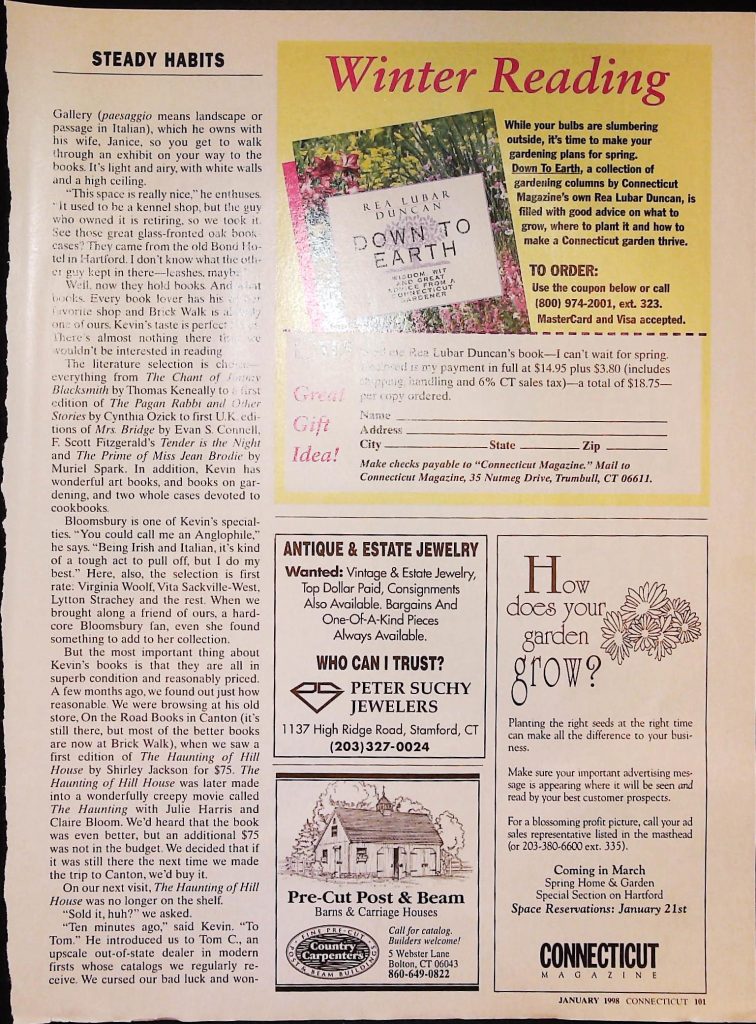 STEADY HABITS
Gallery (paesaggio means landscape or
passage in Italian), which he owns with
his wife, Janice, so you get to walk
through an exhibit on your way to the
books. It's light and airy, with white walls
and a high ceiling.
"This space is really nice," he enthuses.
"It used to be a kennel shop, but the guy
who owned it is retiring, so we took it.
See those great glass-fronted oak book-
cases? They came from the old Bond Ho-
tel in Hartford. I don't know what the oth-
er guy kept in there—leashes, maybe."
Well, now they hold books. And what
books. Every book lover has his or her
favorite shop and Brick Walk is already
one of ours. Kevin's taste is perfect
There's almost nothing there we
wouldn't be interested in reading.
The literature selection is
everything from The Chant of Jimmy
Blacksmith by Thomas Keneally to a first
edition of The Pagan Rabbi and Other
Stories by Cynthia Ozick to first U.K. edi-
tions of Mrs. Bridge by Evan S. Connell,
F. Scott Fitzgerald's Tender is the Night
and The Prime of Miss Jean Brodie by
Muriel Spark. In addition, Kevin has
wonderful art books, and books on gar-
dening, and two whole cases devoted to
cookbooks.
Bloomsbury is one of Kevin's special-
ties. "You could call me an Anglophile,"
he says. "Being Irish and Italian, it's kind
of a tough act to pull off, but I do my
best." Here, also, the selection is first
rate: Virginia Woolf, Vita Sackville-West,
Lytton Strachey and the rest. When we
brought along a friend of ours, a hard-
core Bloomsbury fan, even she found
something to add to her collection.
But the most important thing about
Kevin's books is that they are all in
superb condition and reasonably priced.
A few months ago, we found out just how
reasonable. We were browsing at his old
store, On the Road Books in Canton (it's
still there, but most of the better books
are now at Brick Walk), when we saw a
first edition of The Haunting of Hill
House by Shirley Jackson for $75. The
Haunting of Hill House was later made
into a wonderfully creepy movie called
The Haunting with Julie Harris and
Claire Bloom. We'd heard that the book
was even better, but an additional $75
was not in the budget. We decided that if
it was still there the next time we made
the trip to Canton, we'd buy it.
On our next visit, The Haunting of Hill
House was no longer on the shelf.
"Sold it, huh?" we asked.
"Ten minutes ago," said Kevin. "To
Tom." He introduced us to Tom C., an
upscale out-of-state dealer in modern
firsts whose catalogs we regularly re-
ceive. We cursed our bad luck and won-
Winter Reading
REA LUBAR
DUNCAN
DOWN TO
EARTH
WISDOM, WIT
AND GREAT
ADVICE FROM A
CONNECTICUT
GARDENER
While your bulbs are slumbering
outside, it's time to make your
gardening plans for spring.
Down To Earth, a collection of
gardening columns by Connecticut
Magazine's own Rea Lubar Duncan, is
filled with good advice on what to
grow, where to plant it and how to
make a Connecticut garden thrive.
TO ORDER:
Use the coupon below or call
(800) 974-2001, ext. 323.
MasterCard and Visa accepted.
Great
Gift
Idea!
me Rea Lubar Duncan's book—I can't wait for spring.
is my payment in full at $14.95 plus $3.80 (includes
shipping, handling and 6% CT sales tax)—a total of $18.75—
per copy ordered.
Name
Address
City State Zip
Make checks payable to "Connecticut Magazine." Mail to
Connecticut Magazine, 35 Nutmeg Drive, Trumbull, CT 06611.
ANTIQUE & ESTATE JEWELRY
Wanted: Vintage & Estate Jewelry,
Top Dollar Paid, Consignments
Also Available. Bargains And
One-Of-A-Kind Pieces
Always Available.
WHO CAN I TRUST?
PETER SUCHY
JEWELERS
1137 High Ridge Road, Stamford, CT
(203)327-0024
Pre-Cut Post & Beam
Barns & Carriage Houses
FINE PRE-CUT
Country
Carpenters
POST & BEAM BUILDINGS
Call for catalog.
Builders welcome!
5 Webster Lane
Bolton, CT 06043
860-649-0822
How
does your
garden
grow?
Planting the right seeds at the right time
can make all the difference to your busi-
ness.
Make sure your important advertising mes-
sage is appearing where it will be seen and
read by your best customer prospects.
For a blossoming profit picture, call your ad
sales representative listed in the masthead
(or 203-380-6600 ext. 335).
Coming in March
Spring Home & Garden
Special Section on Hartford
Space Reservations: January 21st
CONNECTICUT
MAGAZINE
JANUARY 1998 CONNECTICUT 101